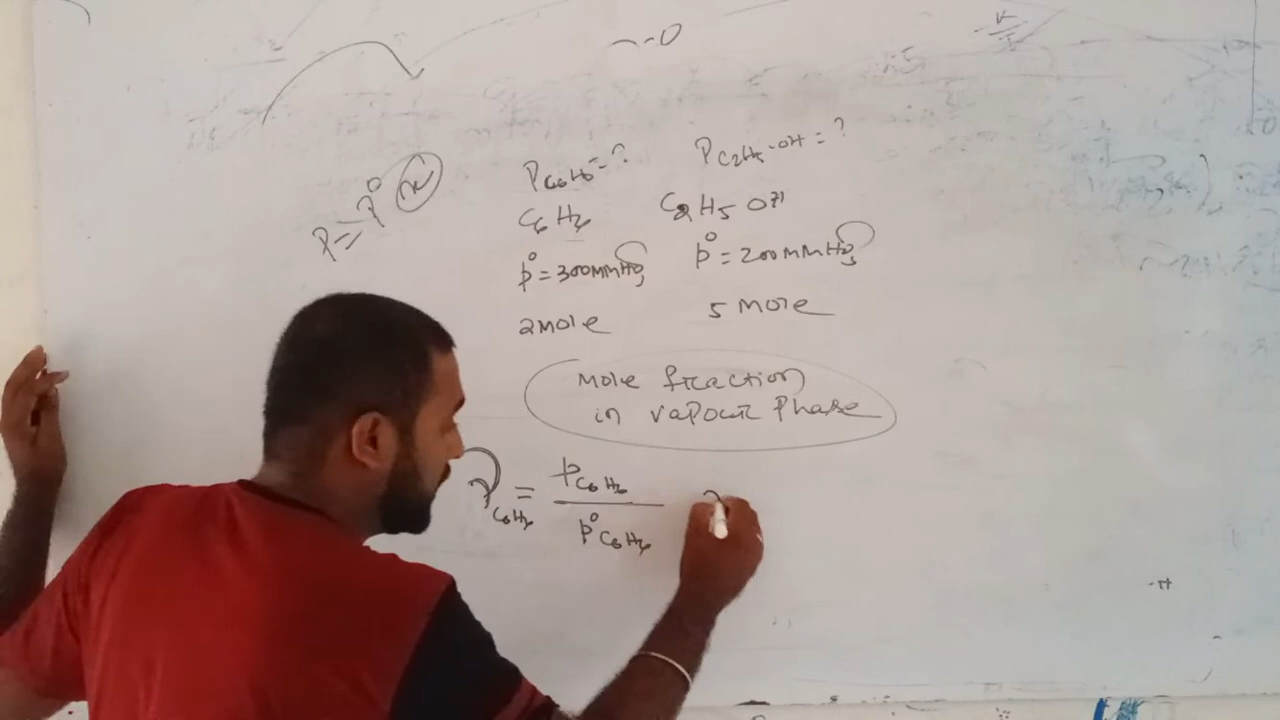 P = P° x
P C6H6 = ?
P C2H5·OH = ?
C6H6
C2H5OH
p° = 300mmHg
p° = 200mmHg
2 mole
5 mole
Mole fraction
in vapour Phase
C6H6 = p C6H6
p° C6H6